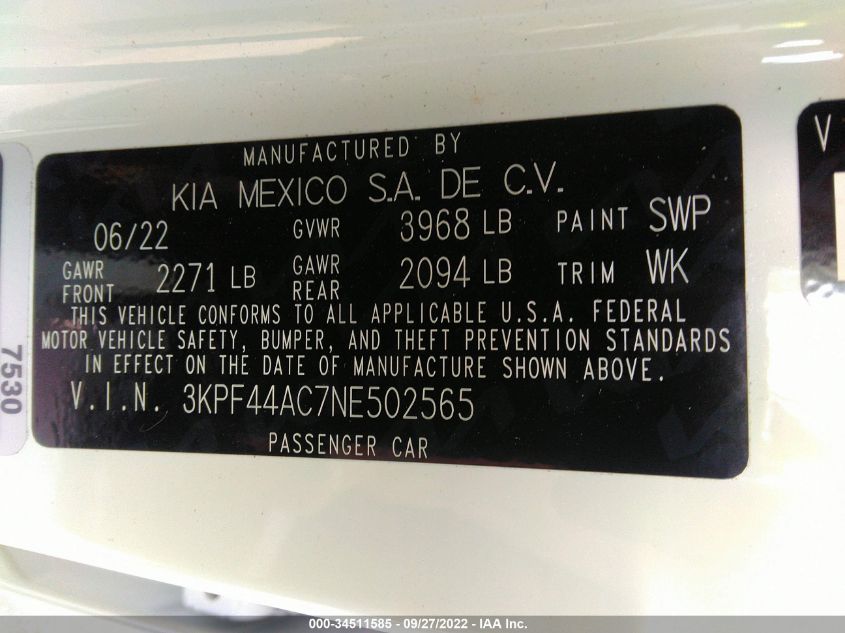 MANUFACTURED BY
KIA MEXICO S.A. DE C.V.
06/22 GVWR 3968 LB PAINT SWP
GAWR FRONT 2271 LB GAWR REAR 2094 LB TRIM WK
THIS VEHICLE CONFORMS TO ALL APPLICABLE U.S.A. FEDERAL
MOTOR VEHICLE SAFETY, BUMPER, AND THEFT PREVENTION STANDARDS
IN EFFECT ON THE DATE OF MANUFACTURE SHOWN ABOVE.
V.I.N. 3KPF44AC7NE502565
PASSENGER CAR
7530
V
000-34511585 - 09/27/2022 - IAA Inc.